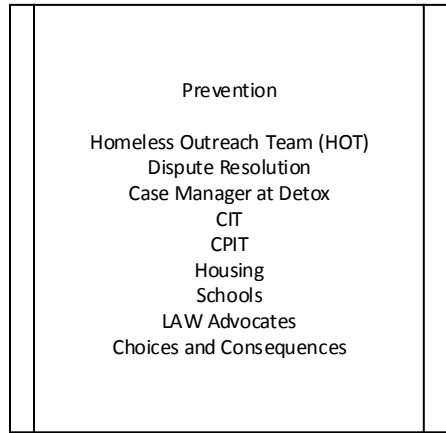 Prevention
Homeless Outreach Team (HOT)
Dispute Resolution
Case Manager at Detox
CIT
CPIT
Housing
Schools
LAW Advocates
Choices and Consequences